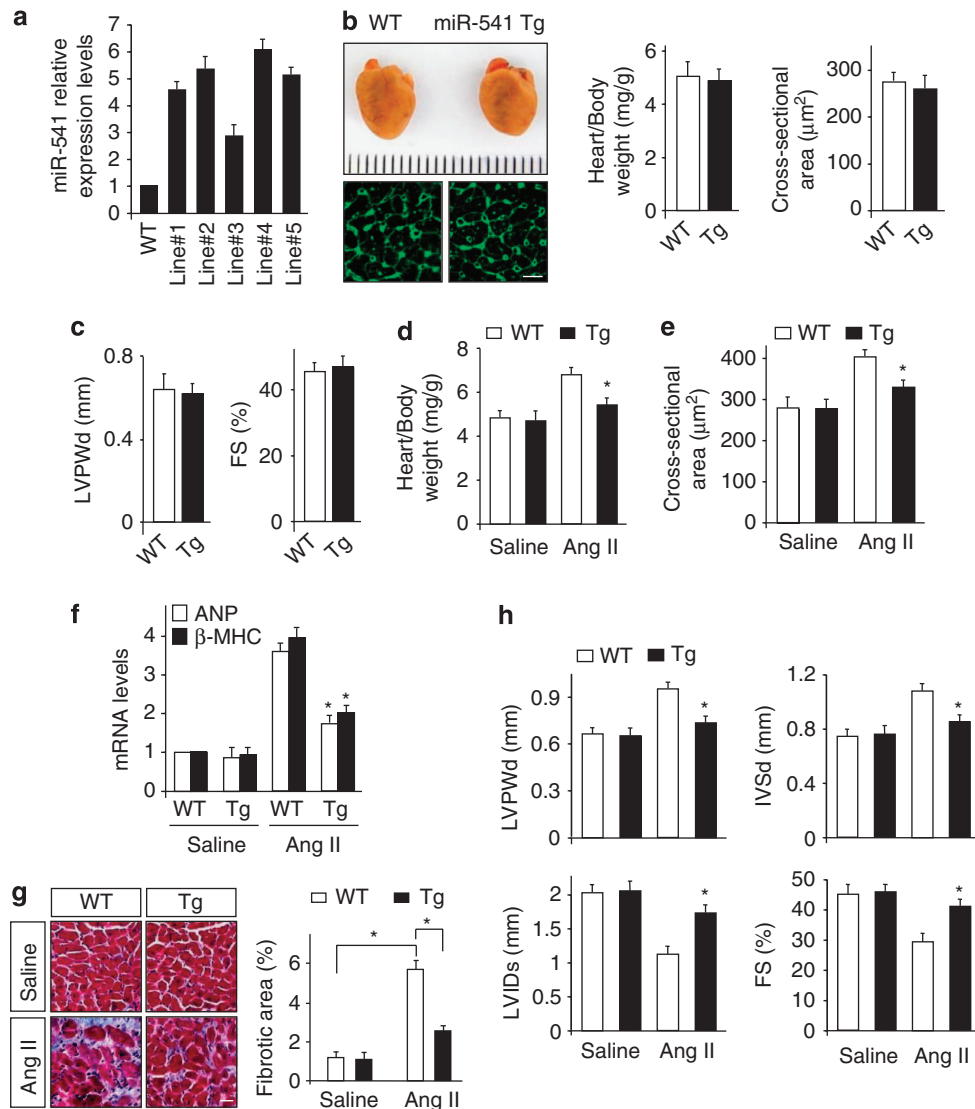 a
miR-541 relative
expression levels
7
6
5
4
3
2
1
0
WT
Line#1
Line#2
Line#3
Line#4
Line#5
b
WT
miR-541 Tg
Heart/Body
weight (mg/g)
6
4
2
0
WT
Tg
Cross-sectional
area (μm²)
300
200
100
0
WT
Tg
c
LVPWd (mm)
0.8
0.4
0
WT
Tg
FS (%)
40
20
0
WT
Tg
d
WT
Tg
Heart/Body
weight (mg/g)
8
6
4
2
0
*
Saline
Ang II
e
WT
Tg
Cross-sectional
area (μm²)
400
300
200
100
0
*
Saline
Ang II
f
ANP
β-MHC
mRNA levels
4
3
2
1
0
* *
WT
Tg
WT
Tg
Saline
Ang II
g
WT
Tg
Saline
Ang II
WT
Tg
Fibrotic area (%)
6
4
2
0
*
*
Saline
Ang II
h
WT
Tg
LVPWd (mm)
0.9
0.6
0.3
0
*
IVSd (mm)
1.2
0.8
0.4
0
*
LVIDs (mm)
2
1.5
1
0.5
0
*
Saline
Ang II
FS (%)
50
40
30
20
10
0
*
Saline
Ang II